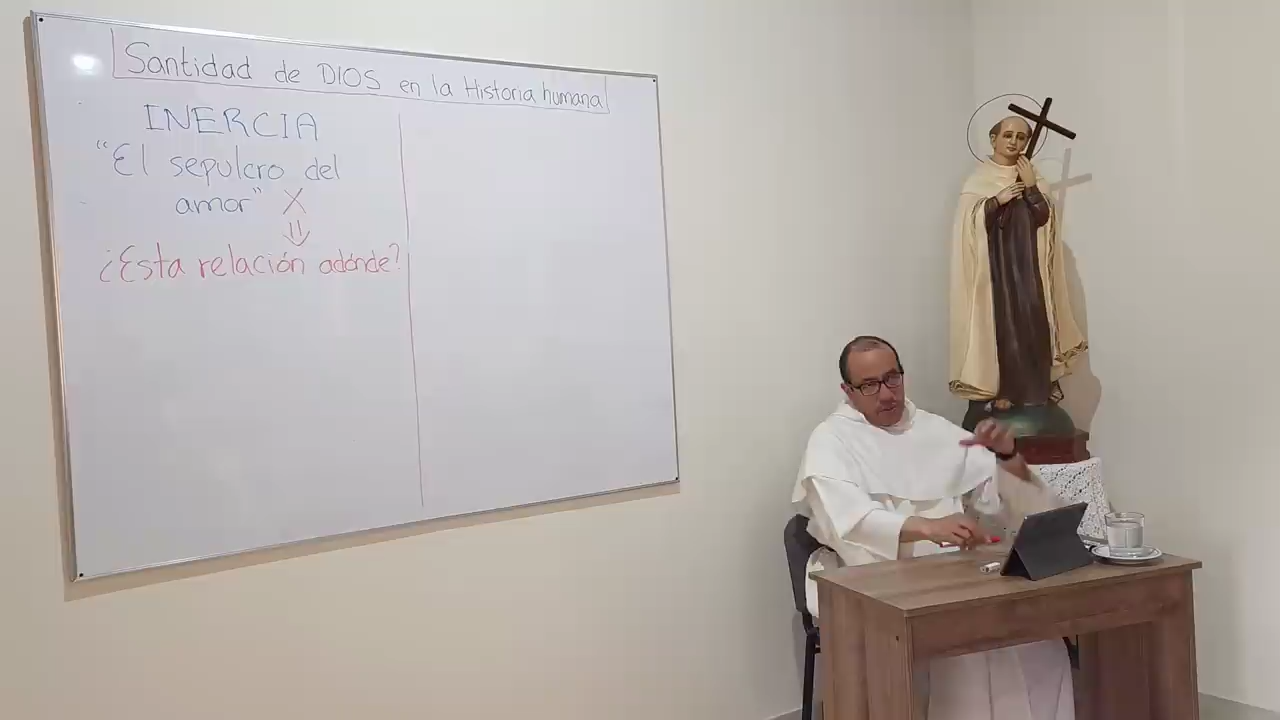 Santidad de DIOS en la Historia humana
INERCIA
"El sepulcro del
amor" X
¿Esta relación adónde?